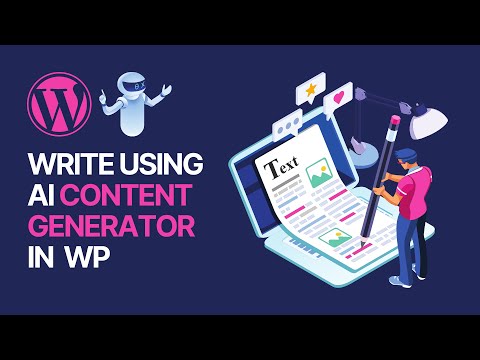 WRITE USING
AI CONTENT
GENERATOR
IN WP
Text